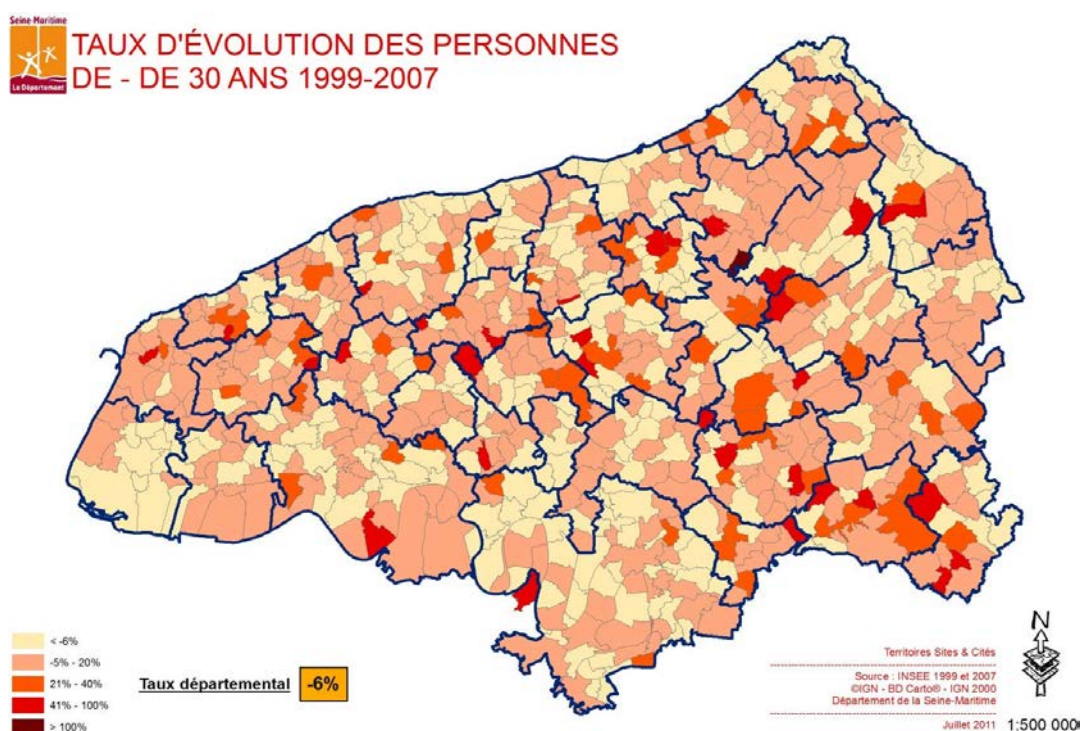 Seine-Maritime
Le Département
TAUX D'ÉVOLUTION DES PERSONNES
DE - DE 30 ANS 1999-2007
< -6%
-5% - 20%
21% - 40%
41% - 100%
> 100%
Taux départemental -6%
N
Territoires Sites & Cités
Source : INSEE 1999 et 2007
©IGN - BD Carto® - IGN 2000
Département de la Seine-Maritime
Juillet 2011
1:500 000